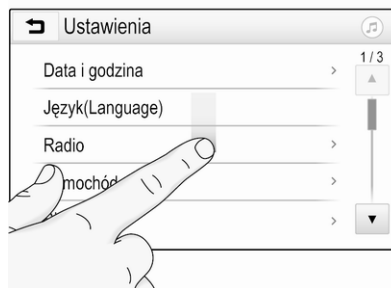 Ustawienia
1 / 3
Data i godzina
Język(Language)
Radio